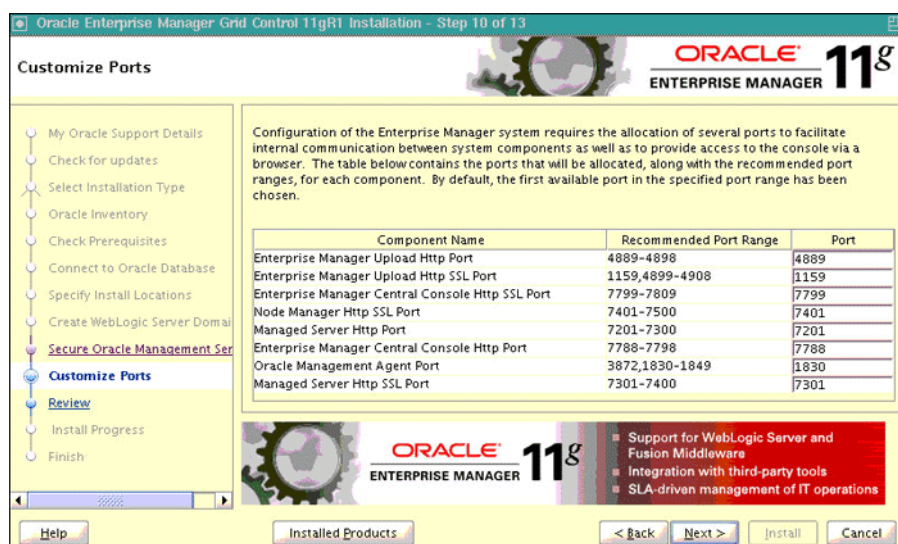 Oracle Enterprise Manager Grid Control 11gR1 Installation - Step 10 of 13
Customize Ports
ORACLE
ENTERPRISE MANAGER 11g
My Oracle Support Details
Check for updates
Select Installation Type
Oracle Inventory
Check Prerequisites
Connect to Oracle Database
Specify Install Locations
Create WebLogic Server Domai
Secure Oracle Management Ser
Customize Ports
Review
Install Progress
Finish
Configuration of the Enterprise Manager system requires the allocation of several ports to facilitate
internal communication between system components as well as to provide access to the console via a
browser. The table below contains the ports that will be allocated, along with the recommended port
ranges, for each component. By default, the first available port in the specified port range has been
chosen.
Component Name Recommended Port Range Port
Enterprise Manager Upload Http Port 4889-4898 4889
Enterprise Manager Upload Http SSL Port 1159,4899-4908 1159
Enterprise Manager Central Console Http SSL Port 7799-7809 7799
Node Manager Http SSL Port 7401-7500 7401
Managed Server Http Port 7201-7300 7201
Enterprise Manager Central Console Http Port 7788-7798 7788
Oracle Management Agent Port 3872,1830-1849 1830
Managed Server Http SSL Port 7301-7400 7301
ORACLE
ENTERPRISE MANAGER 11g
Support for WebLogic Server and
Fusion Middleware
Integration with third-party tools
SLA-driven management of IT operations
Help Installed Products < Back Next > Install Cancel